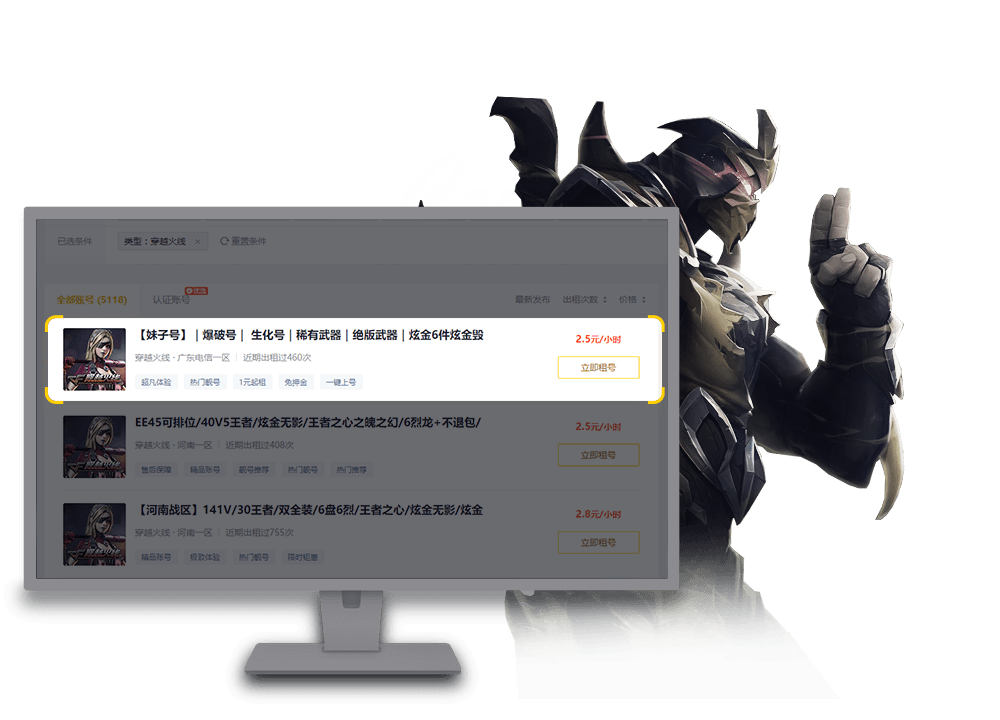 已选条件 类型：穿越火线 × 重置条件
全部账号 (5118) 认证账号 最新发布 出租次数 价格
【妹子号】｜爆破号｜ 生化号｜稀有武器｜绝版武器｜炫金6件炫金毁
2.5元/小时
穿越火线 · 广东电信一区 近期出租过460次
立即租号
超凡体验 热门靓号 1元起租 免押金 一键上号
EE45可排位/40V5王者/炫金无影/王者之心之魄之幻/6烈龙+不退包/
2.5元/小时
穿越火线 · 河南一区 近期出租过408次
立即租号
售后保障 精品账号 靓号推荐 热门靓号 热门推荐
【河南战区】141V/30王者/双全装/6盘6烈/王者之心/炫金无影/炫金
2.8元/小时
穿越火线 · 河南一区 近期出租过755次
立即租号
精品账号 极致体验 热门靓号 限时钜惠